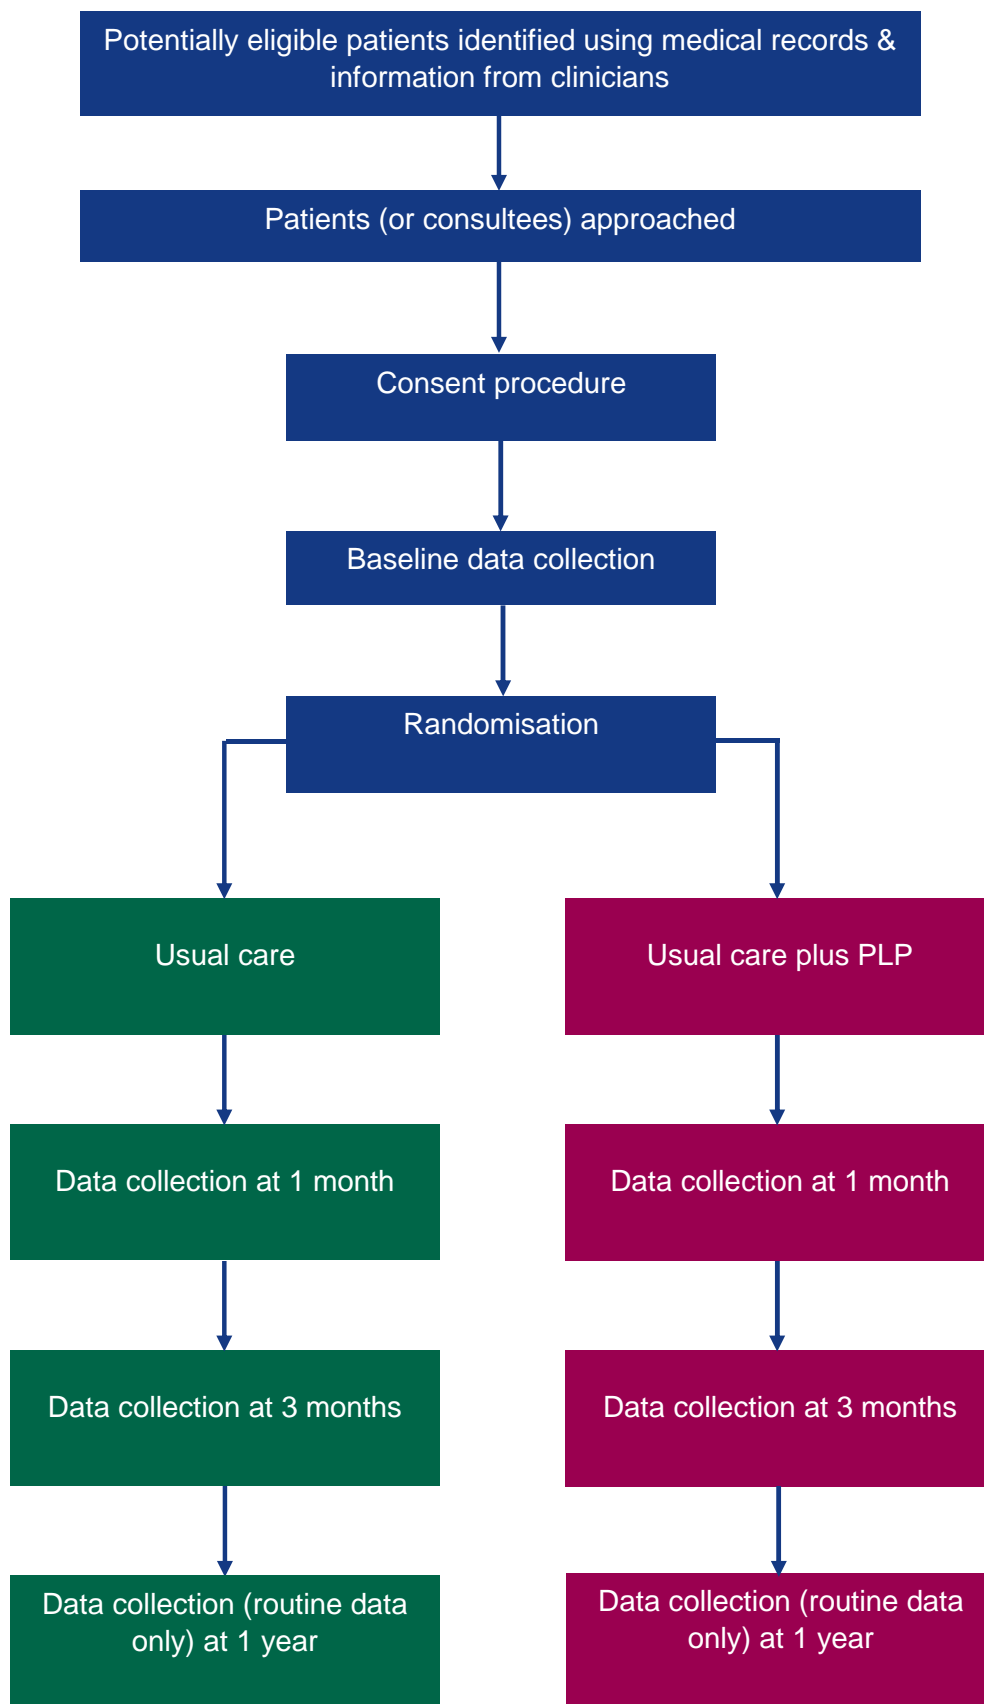 Potentially eligible patients identified using medical records &
information from clinicians
Patients (or consultees) approached
Consent procedure
Baseline data collection
Randomisation
Usual care
Usual care plus PLP
Data collection at 1 month
Data collection at 1 month
Data collection at 3 months
Data collection at 3 months
Data collection (routine data
only) at 1 year
Data collection (routine data
only) at 1 year